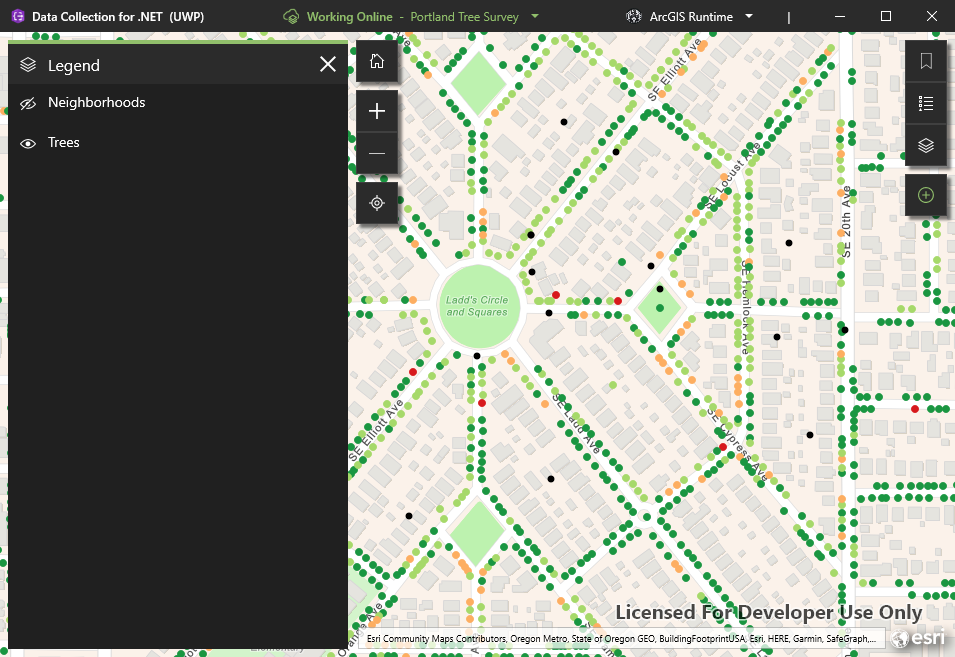 Data Collection for .NET (UWP)
Working Online - Portland Tree Survey
ArcGIS Runtime
|
Legend
Neighborhoods
Trees
SE Elliott Ave
SE Locust Ave
SE 20th Ave
SE Hemlock Ave
Ladd's Circle
and Squares
SE Elliott Ave
SE Ladd Ave
SE Cypress Ave
Licensed For Developer Use Only
Esri Community Maps Contributors, Oregon Metro, State of Oregon GEO, BuildingFootprintUSA, Esri, HERE, Garmin, SafeGraph,...
esri